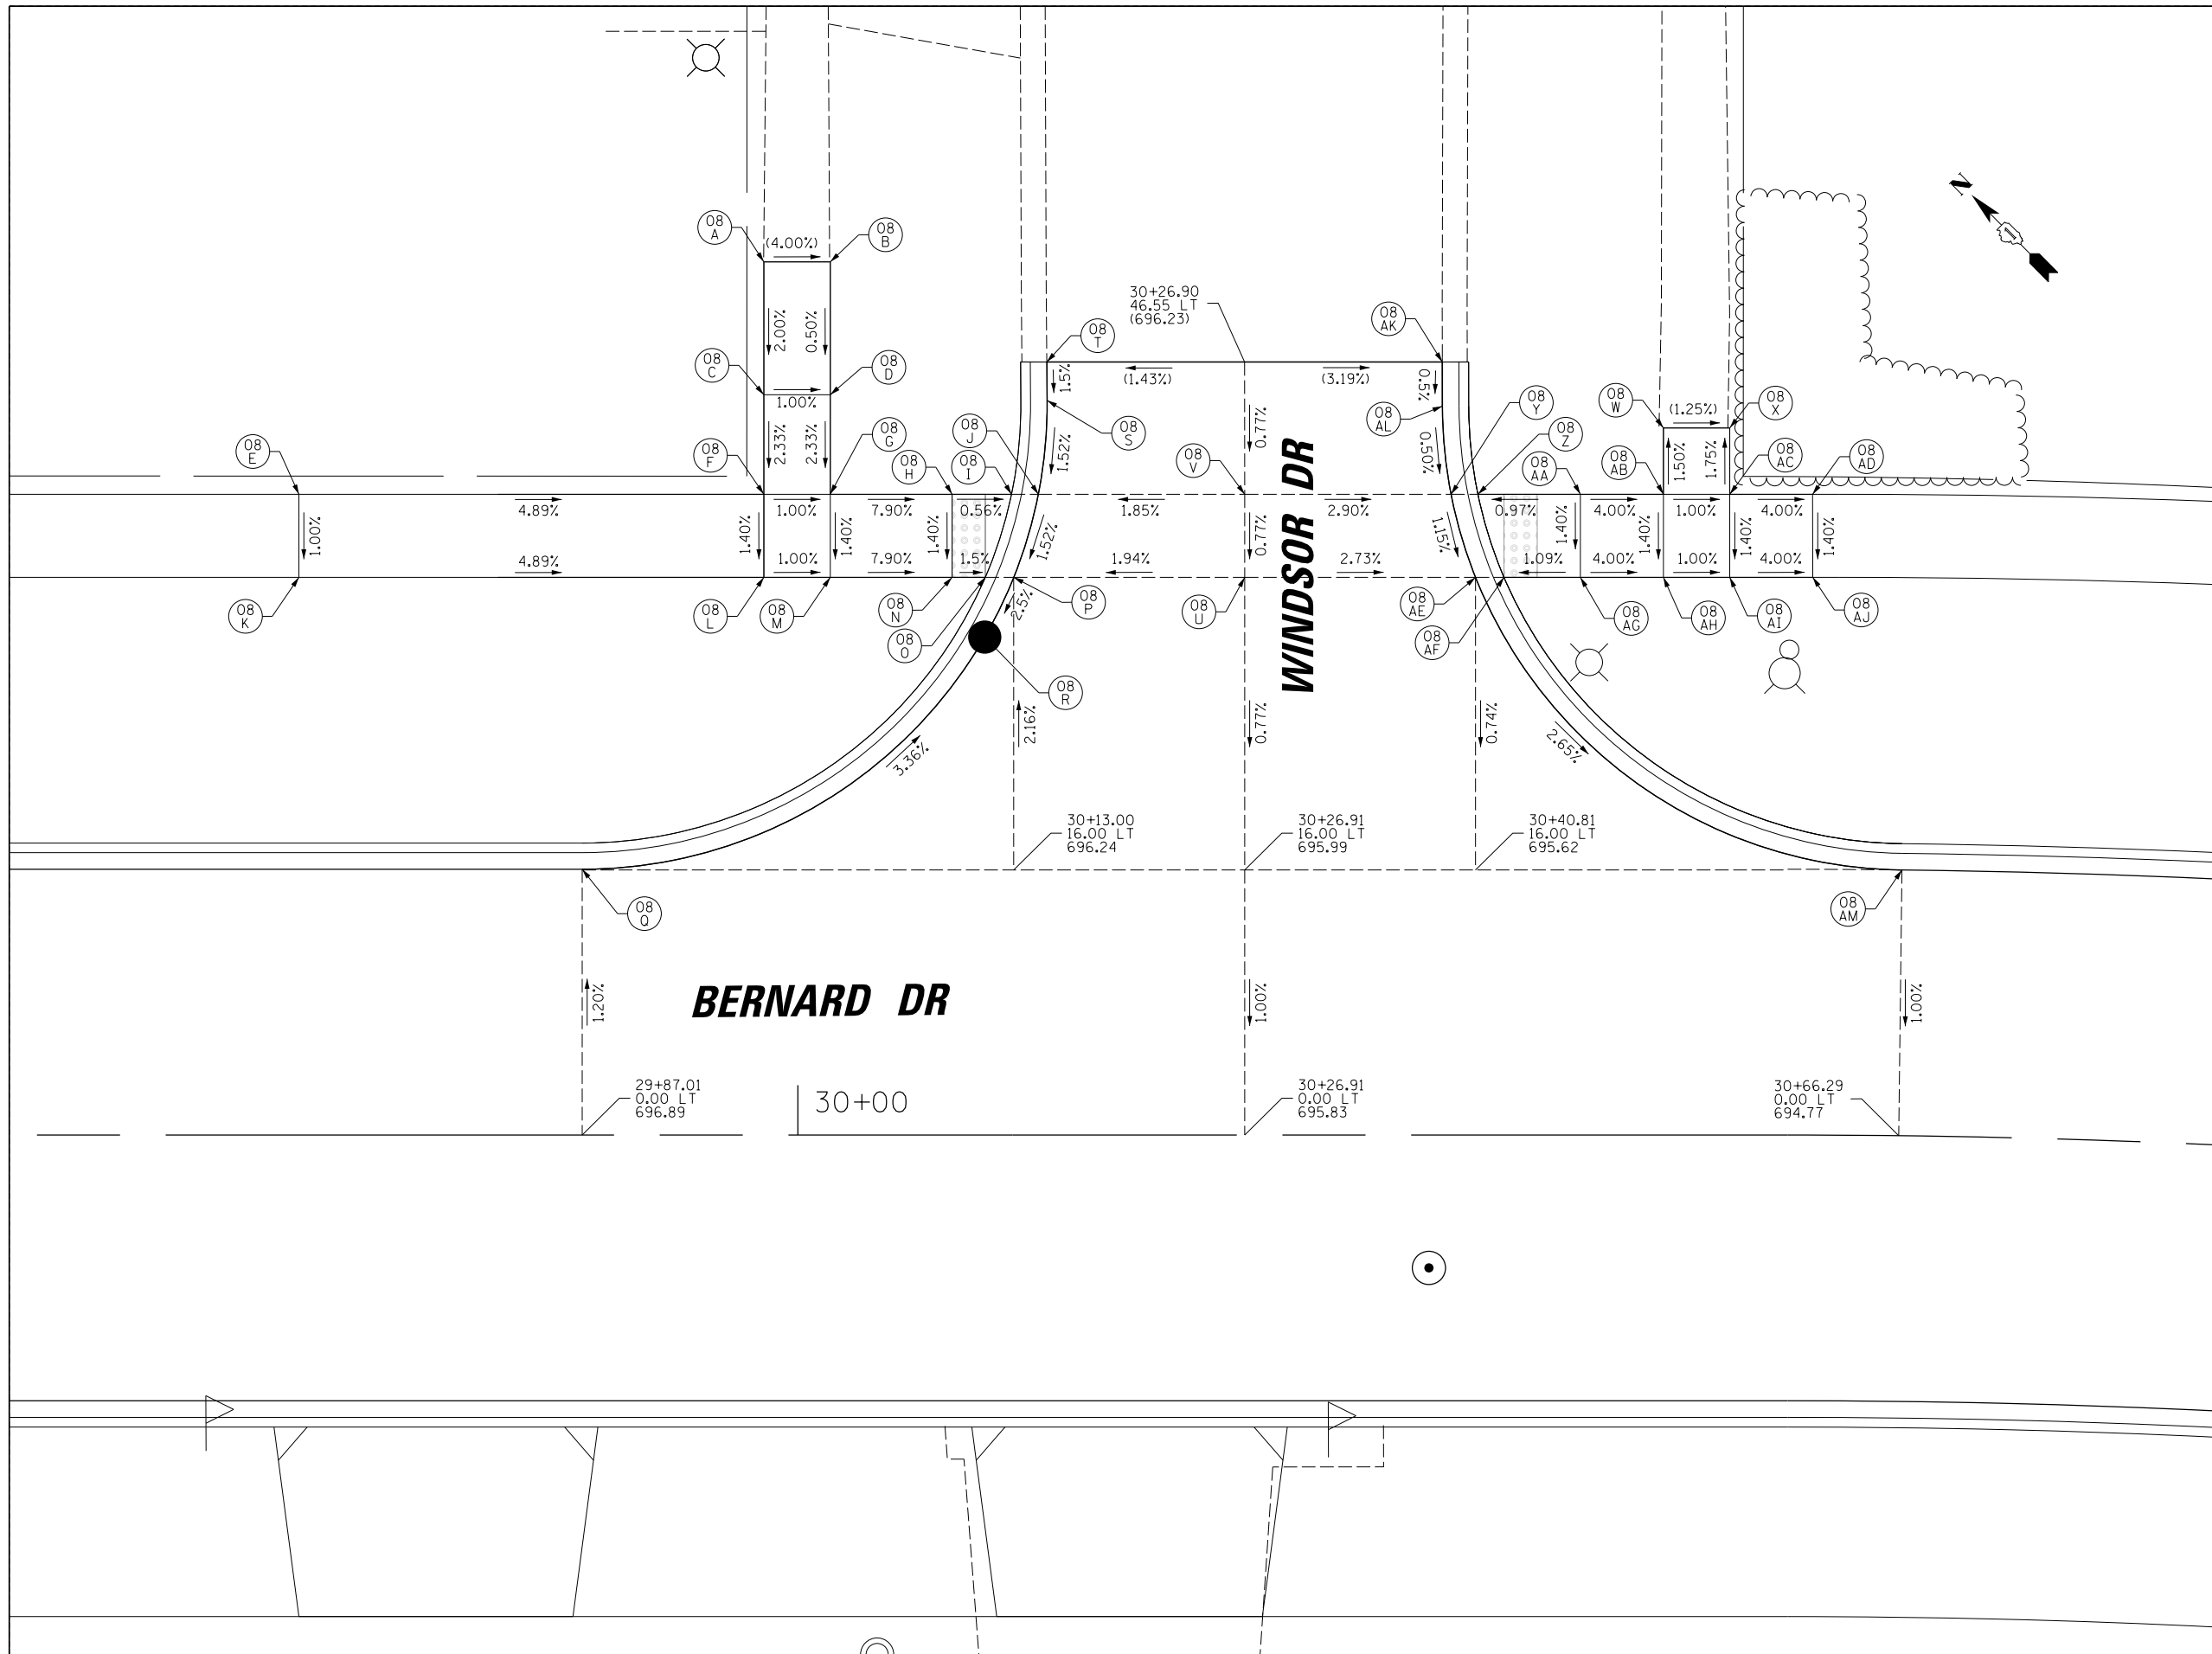 N
08
A
08
B
(4.00%)
2.00%
0.50%
08
C
08
D
1.00%
2.33%
2.33%
30+26.90
46.55 LT
(696.23)
08
T
08
AK
(1.43%)
(3.19%)
1.5%
0.5%
0.77%
08
S
08
AL
08
Y
08
Z
08
W
08
X
(1.25%)
1.50%
1.75%
08
E
08
F
08
G
08
H
08
I
08
J
1.52%
08
V
0.50%
08
AA
08
AB
08
AC
08
AD
4.89%
1.00%
7.90%
0.56%
1.85%
2.90%
0.97%
4.00%
1.00%
4.00%
1.00%
1.40%
1.40%
1.40%
1.52%
0.77%
1.15%
1.40%
1.40%
1.40%
1.40%
4.89%
1.00%
7.90%
1.5%
1.94%
2.73%
1.09%
4.00%
1.00%
4.00%
WINDSOR DR
08
K
08
L
08
M
08
N
08
O
2.5%
08
P
08
U
08
AE
08
AF
08
AG
08
AH
08
AI
08
AJ
08
R
3.36%
2.16%
0.77%
0.74%
2.65%
30+13.00
16.00 LT
696.24
30+26.91
16.00 LT
695.99
30+40.81
16.00 LT
695.62
08
Q
08
AM
1.20%
BERNARD DR
1.00%
1.00%
29+87.01
0.00 LT
696.89
30+00
30+26.91
0.00 LT
695.83
30+66.29
0.00 LT
694.77